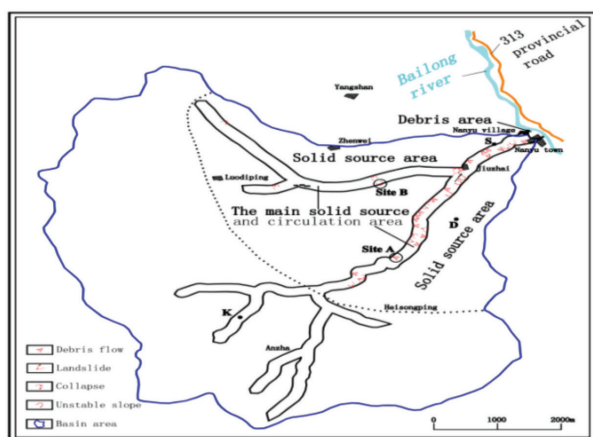 313
provincial
road
Bailong
river
Yangshan
Debris area
Nanyu village
S
Nanyu town
Zhenwei
Solid source area
Jiuzhai
Luodiping
Site B
The main solid source
and circulation area
D
Solid source area
Site A
Haisongping
K
Anzha
Debris flow
Landslide
Collapse
Unstable slope
Basin area
0
1000
2000m